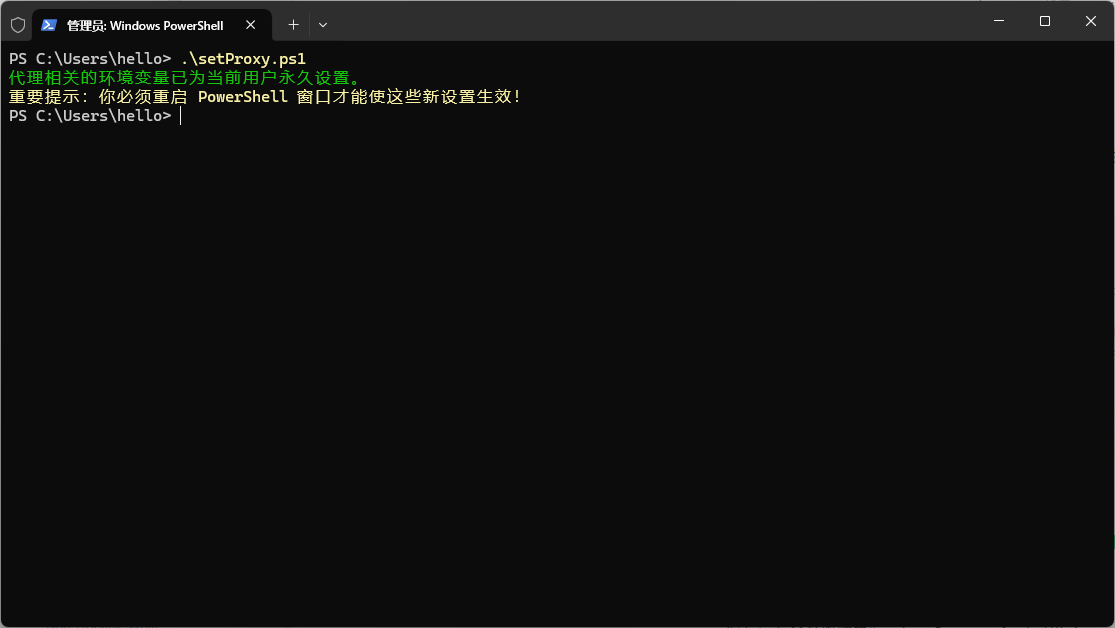 管理员: Windows PowerShell
PS C:\Users\hello> .\setProxy.ps1
代理相关的环境变量已为当前用户永久设置。
重要提示: 你必须重启 PowerShell 窗口才能使这些新设置生效!
PS C:\Users\hello>